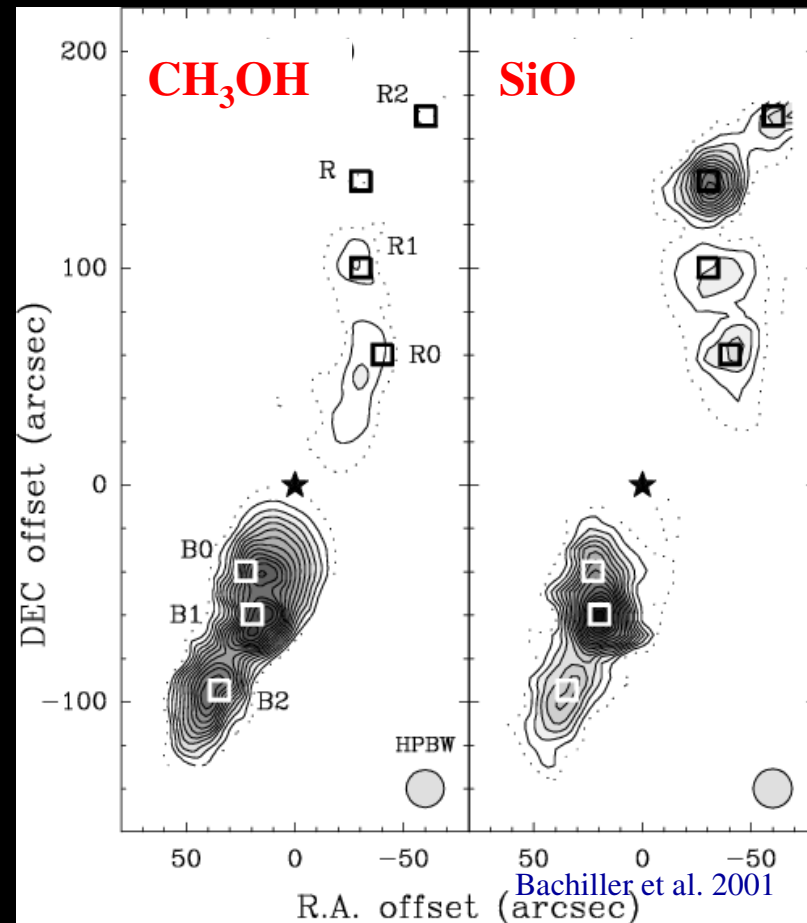 CH₃OH
SiO
200
R2
R
100
R1
R0
0
B0
B1
B2
−100
HPBW
DEC offset (arcsec)
50
0
−50
50
0
−50
R.A. offset (arcsec)
Bachiller et al. 2001